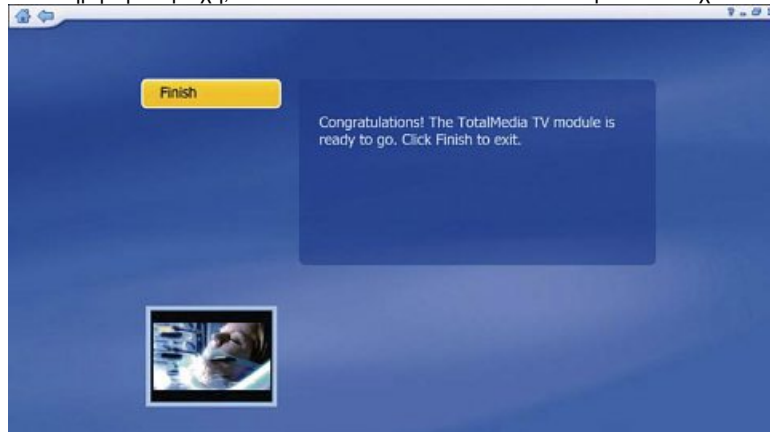 Finish
Congratulations! The TotalMedia TV module is
ready to go. Click Finish to exit.